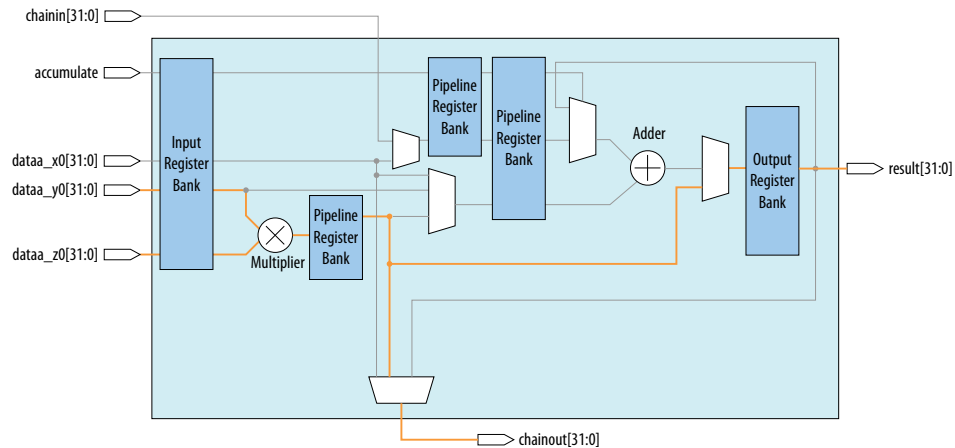 chainin[31:0]
accumulate
dataa_x0[31:0]
dataa_y0[31:0]
dataa_z0[31:0]
Input
Register
Bank
Multiplier
Pipeline
Register
Bank
Pipeline
Register
Bank
Pipeline
Register
Bank
Adder
Output
Register
Bank
result[31:0]
chainout[31:0]